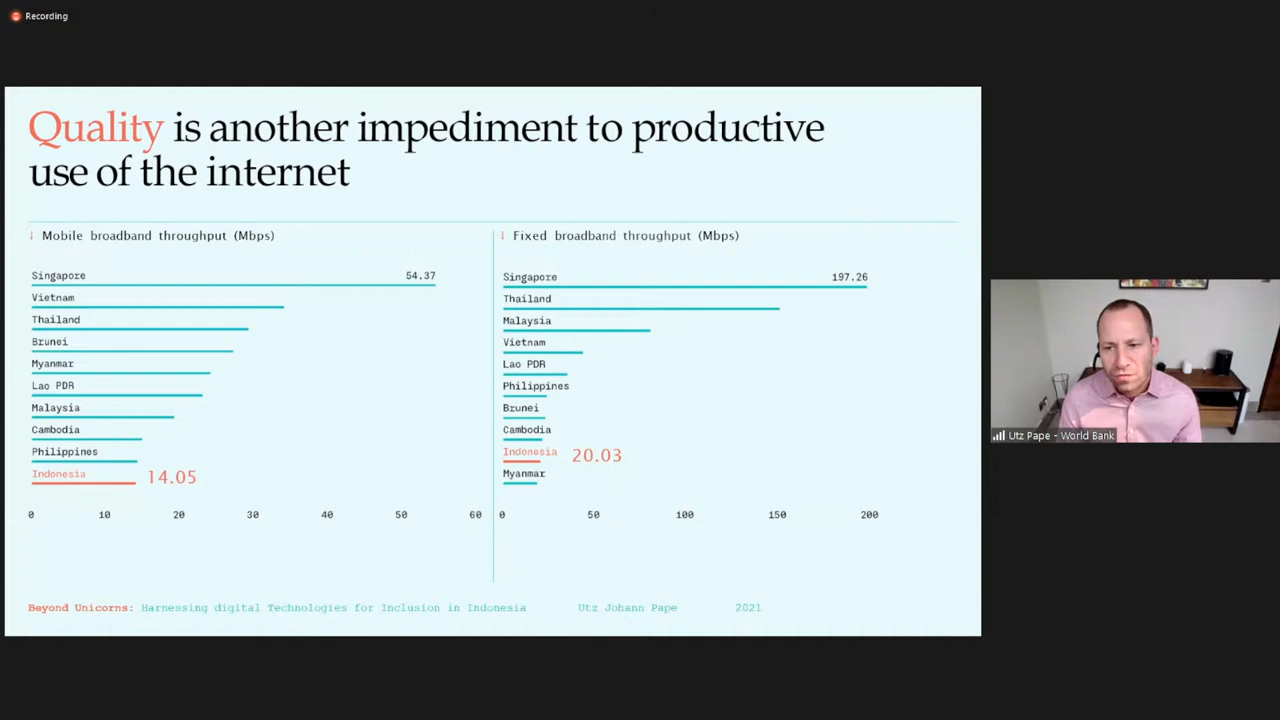 Recording
Quality is another impediment to productive
use of the internet
↓ Mobile broadband throughput (Mbps)
Singapore 54.37
Vietnam
Thailand
Brunei
Myanmar
Lao PDR
Malaysia
Cambodia
Philippines
Indonesia 14.05
0 10 20 30 40 50 60
↓ Fixed broadband throughput (Mbps)
Singapore 197.26
Thailand
Malaysia
Vietnam
Lao PDR
Philippines
Brunei
Cambodia
Indonesia 20.03
Myanmar
0 50 100 150 200
Beyond Unicorns: Harnessing digital Technologies for Inclusion in Indonesia Utz Johann Pape 2021
Utz Pape - World Bank